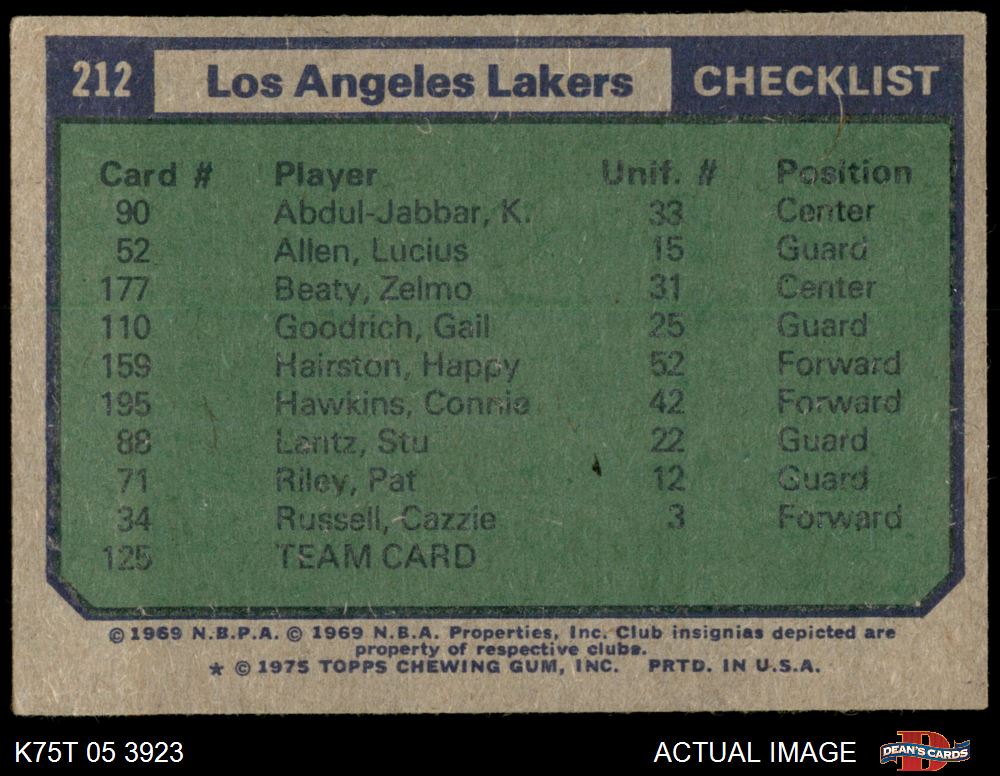 212 Los Angeles Lakers CHECKLIST
Card # Player Unif. # Position
90 Abdul-Jabbar, K. 33 Center
52 Allen, Lucius 15 Guard
177 Beaty, Zelmo 31 Center
110 Goodrich, Gail 25 Guard
159 Hairston, Happy 52 Forward
195 Hawkins, Connie 42 Forward
88 Lantz, Stu 22 Guard
71 Riley, Pat 12 Guard
34 Russell, Cazzie 3 Forward
125 TEAM CARD
© 1969 N.B.P.A. © 1969 N.B.A. Properties, Inc. Club insignias depicted are
property of respective clubs.
* © 1975 TOPPS CHEWING GUM, INC. PRTD. IN U.S.A.
K75T 05 3923 ACTUAL IMAGE D DEAN'S CARDS